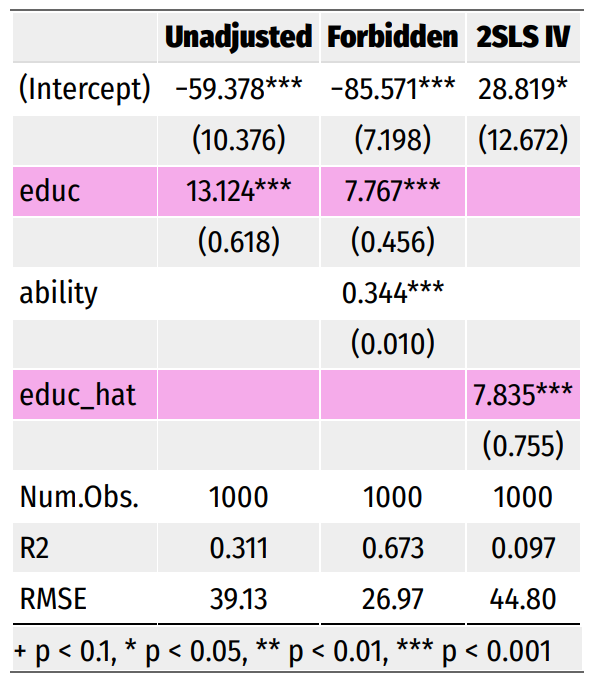 Unadjusted Forbidden 2SLS IV
(Intercept) −59.378*** −85.571*** 28.819*
(10.376) (7.198) (12.672)
educ 13.124*** 7.767***
(0.618) (0.456)
ability 0.344***
(0.010)
educ_hat 7.835***
(0.755)
Num.Obs. 1000 1000 1000
R2 0.311 0.673 0.097
RMSE 39.13 26.97 44.80
+ p < 0.1, * p < 0.05, ** p < 0.01, *** p < 0.001